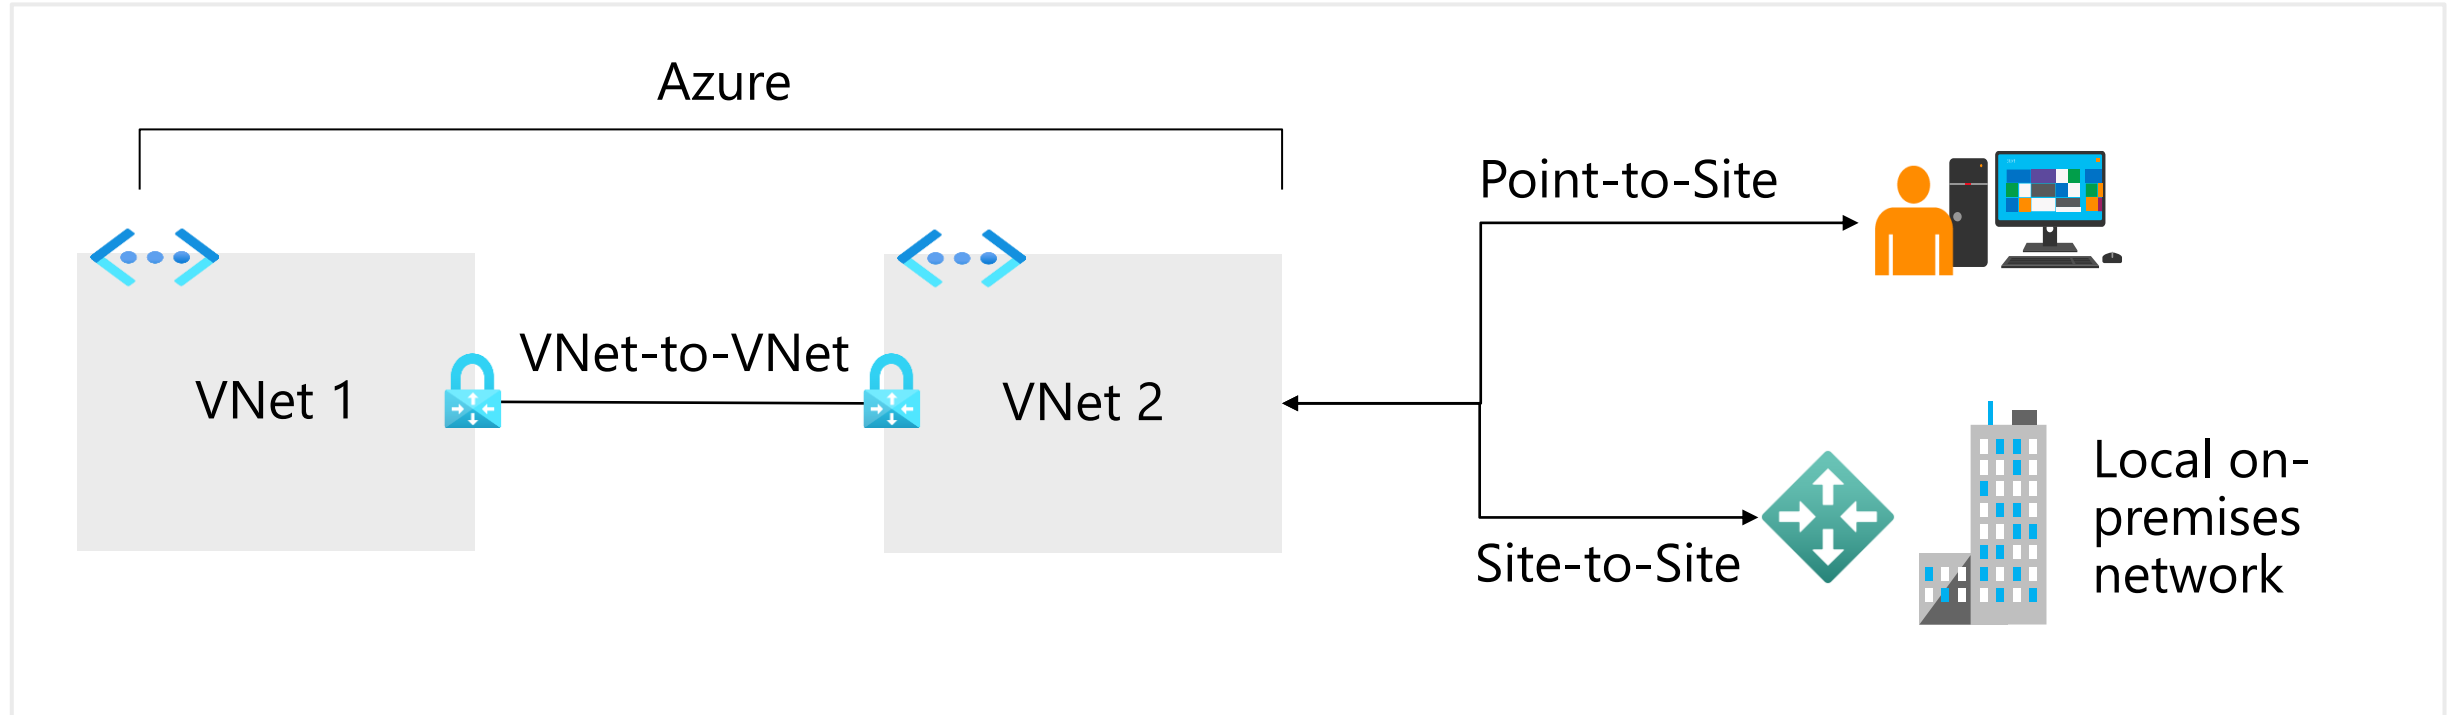 Azure
Point-to-Site
VNet-to-VNet
VNet 1
VNet 2
Local on-
premises
network
Site-to-Site